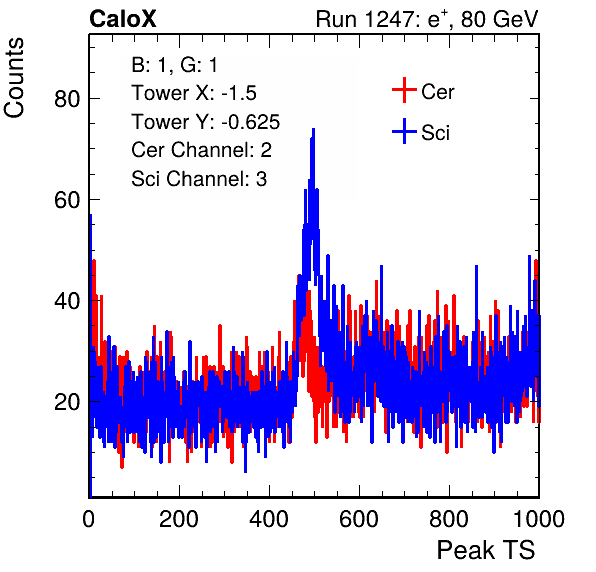 CaloX
Run 1247: e+, 80 GeV
Counts
B: 1, G: 1
Tower X: -1.5
Tower Y: -0.625
Cer Channel: 2
Sci Channel: 3
Cer
Sci
80
60
40
20
0 200 400 600 800 1000
Peak TS